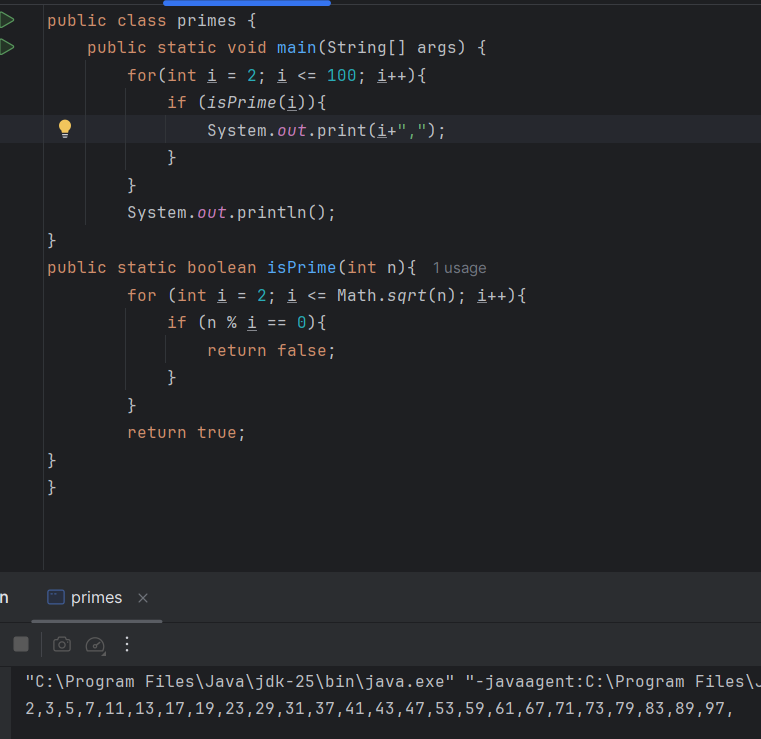 public class primes {
public static void main(String[] args) {
for(int i = 2; i <= 100; i++){
if (isPrime(i)){
System.out.print(i+",");
}
}
System.out.println();
}
public static boolean isPrime(int n){ 1 usage
for (int i = 2; i <= Math.sqrt(n); i++){
if (n % i == 0){
return false;
}
}
return true;
}
}
n primes ×
"C:\Program Files\Java\jdk-25\bin\java.exe" "-javaagent:C:\Program Files\J
2,3,5,7,11,13,17,19,23,29,31,37,41,43,47,53,59,61,67,71,73,79,83,89,97,